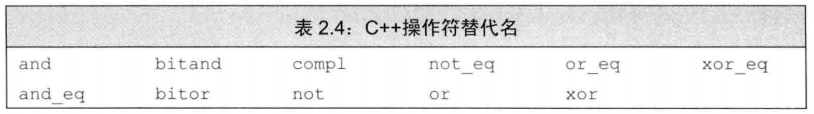 表 2.4：C++操作符替代名
and bitand compl not_eq or_eq xor_eq
and_eq bitor not or xor